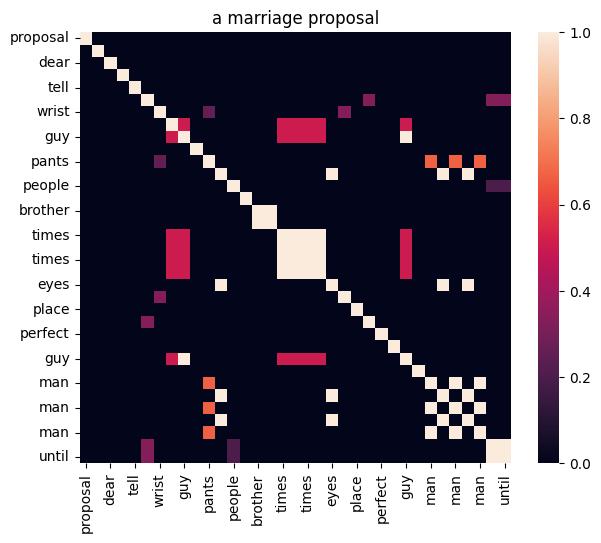 a marriage proposal
proposal
dear
tell
wrist
guy
pants
people
brother
times
times
eyes
place
perfect
guy
man
man
man
until
proposal
dear
tell
wrist
guy
pants
people
brother
times
times
eyes
place
perfect
guy
man
man
man
until
1.0
0.8
0.6
0.4
0.2
0.0